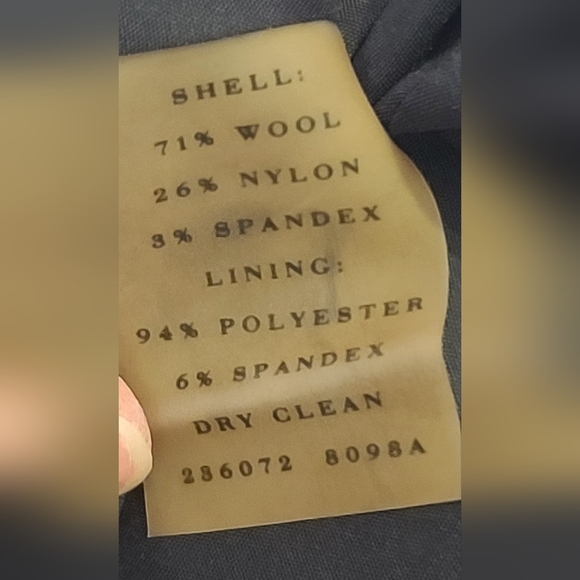 SHELL:
71% WOOL
26% NYLON
3% SPANDEX
LINING:
94% POLYESTER
6% SPANDEX
DRY CLEAN
286072 8098A